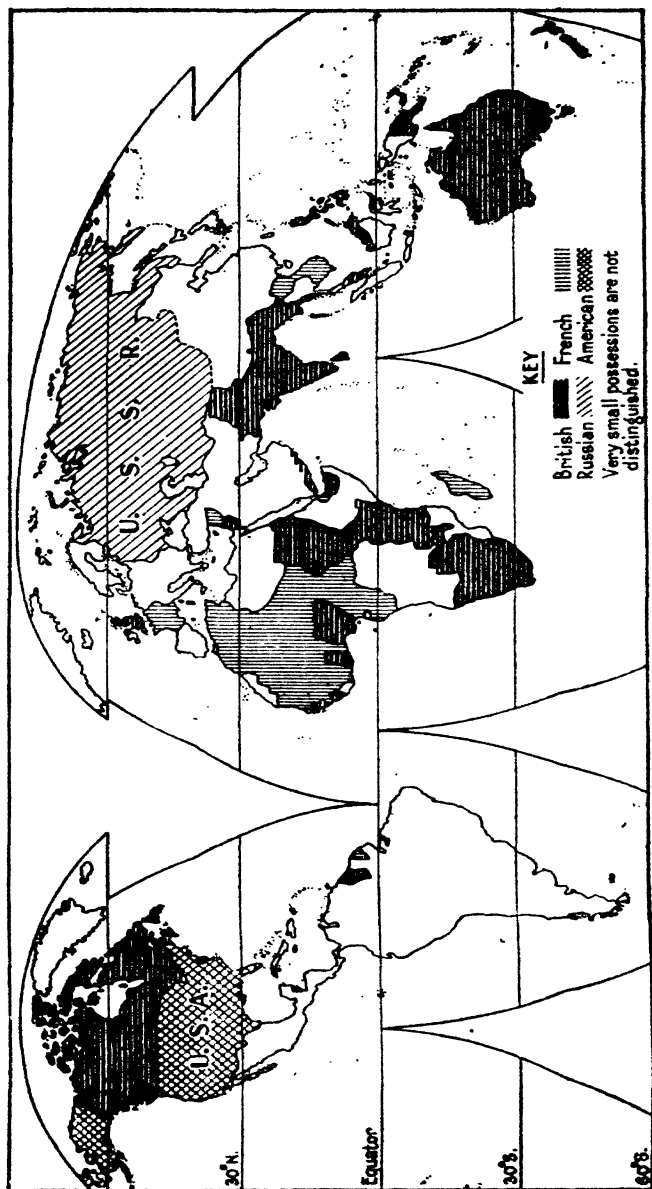 U. S. S. R.
U. S. A.
30°N.
Equator
30°S.
60°S.
KEY
British French
Russian American
Very small possessions are not
distinguished.